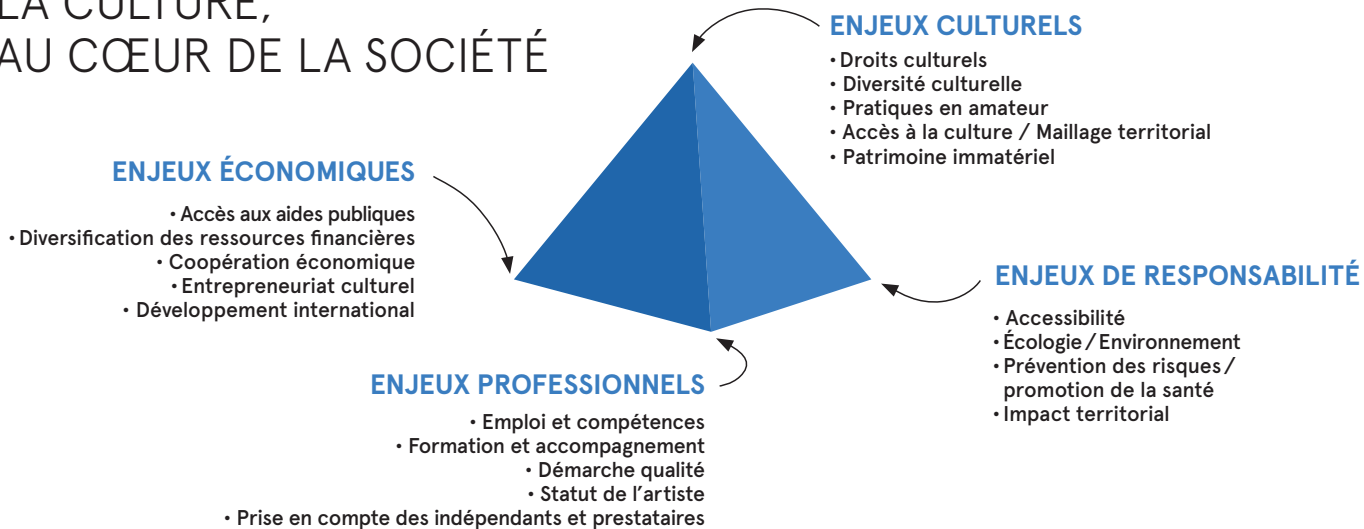 LA CULTURE,
AU CŒUR DE LA SOCIÉTÉ
ENJEUX CULTURELS
• Droits culturels
• Diversité culturelle
• Pratiques en amateur
• Accès à la culture / Maillage territorial
• Patrimoine immatériel
ENJEUX ÉCONOMIQUES
• Accès aux aides publiques
• Diversification des ressources financières
• Coopération économique
• Entrepreneuriat culturel
• Développement international
ENJEUX DE RESPONSABILITÉ
• Accessibilité
• Écologie / Environnement
• Prévention des risques /
promotion de la santé
• Impact territorial
ENJEUX PROFESSIONNELS
• Emploi et compétences
• Formation et accompagnement
• Démarche qualité
• Statut de l’artiste
• Prise en compte des indépendants et prestataires